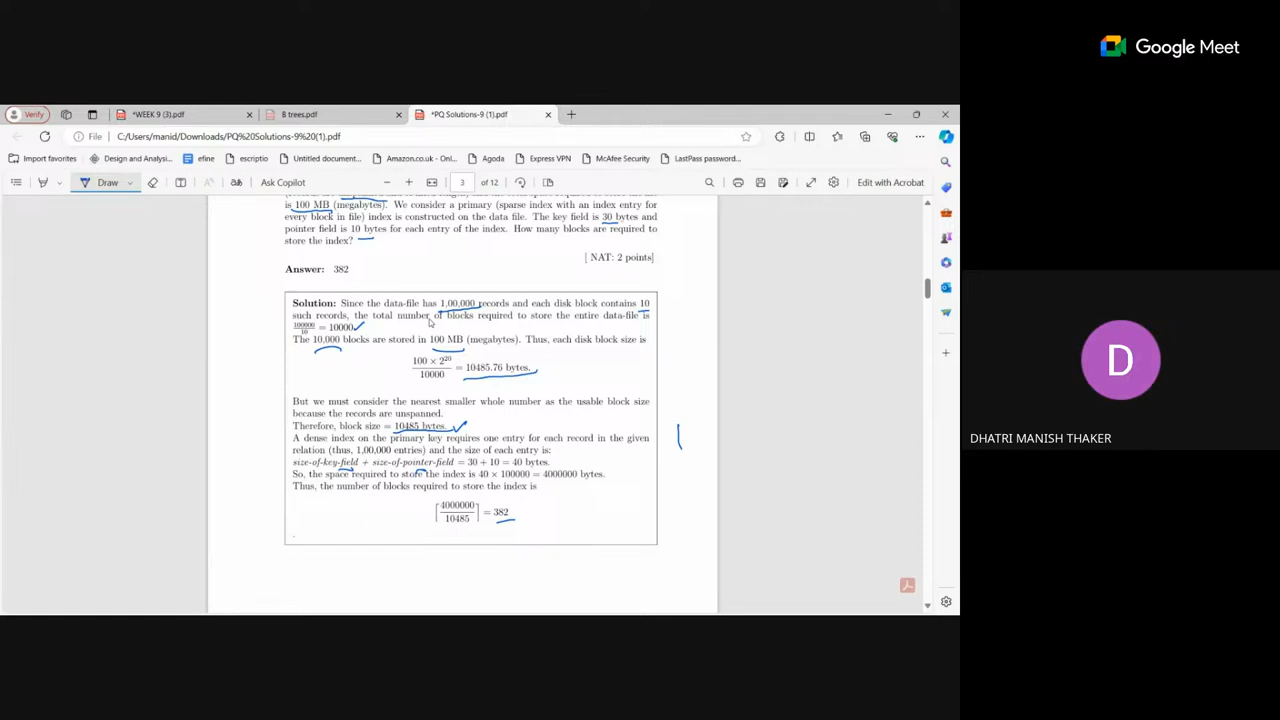 Google Meet
Verify
*WEEK 9 (3).pdf
B trees.pdf
*PQ Solutions-9 (1).pdf
File
C:/Users/manid/Downloads/PQ%20Solutions-9%20(1).pdf
Import favorites
Design and Analysi...
efine
escriptio
Untitled document...
Amazon.co.uk - Onl...
Agoda
Express VPN
McAfee Security
LastPass password...
Draw
Ask Copilot
3 of 12
Edit with Acrobat
is 100 MB (megabytes). We consider a primary (sparse index with an index entry for
every block in file) index is constructed on the data file. The key field is 30 bytes and
pointer field is 10 bytes for each entry of the index. How many blocks are required to
store the index?
[ NAT: 2 points]
Answer: 382
Solution: Since the data-file has 1,00,000 records and each disk block contains 10
such records, the total number of blocks required to store the entire data-file is
100000/10 = 10000
The 10,000 blocks are stored in 100 MB (megabytes). Thus, each disk block size is
100 × 2^20 / 10000 = 10485.76 bytes.
But we must consider the nearest smaller whole number as the usable block size
because the records are unspanned.
Therefore, block size = 10485 bytes.
A dense index on the primary key requires one entry for each record in the given
relation (thus, 1,00,000 entries) and the size of each entry is:
size-of-key-field + size-of-pointer-field = 30 + 10 = 40 bytes.
So, the space required to store the index is 40 × 100000 = 4000000 bytes.
Thus, the number of blocks required to store the index is
⌈4000000/10485⌉ = 382
D
DHATRI MANISH THAKER